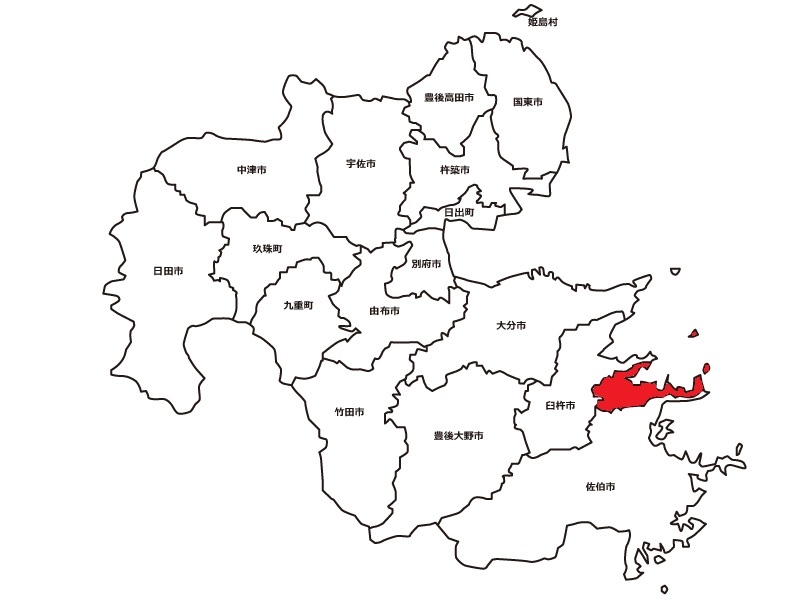 姫島村
豊後高田市
国東市
中津市
宇佐市
杵築市
日出町
玖珠町
別府市
日田市
九重町
由布市
大分市
竹田市
臼杵市
豊後大野市
佐伯市